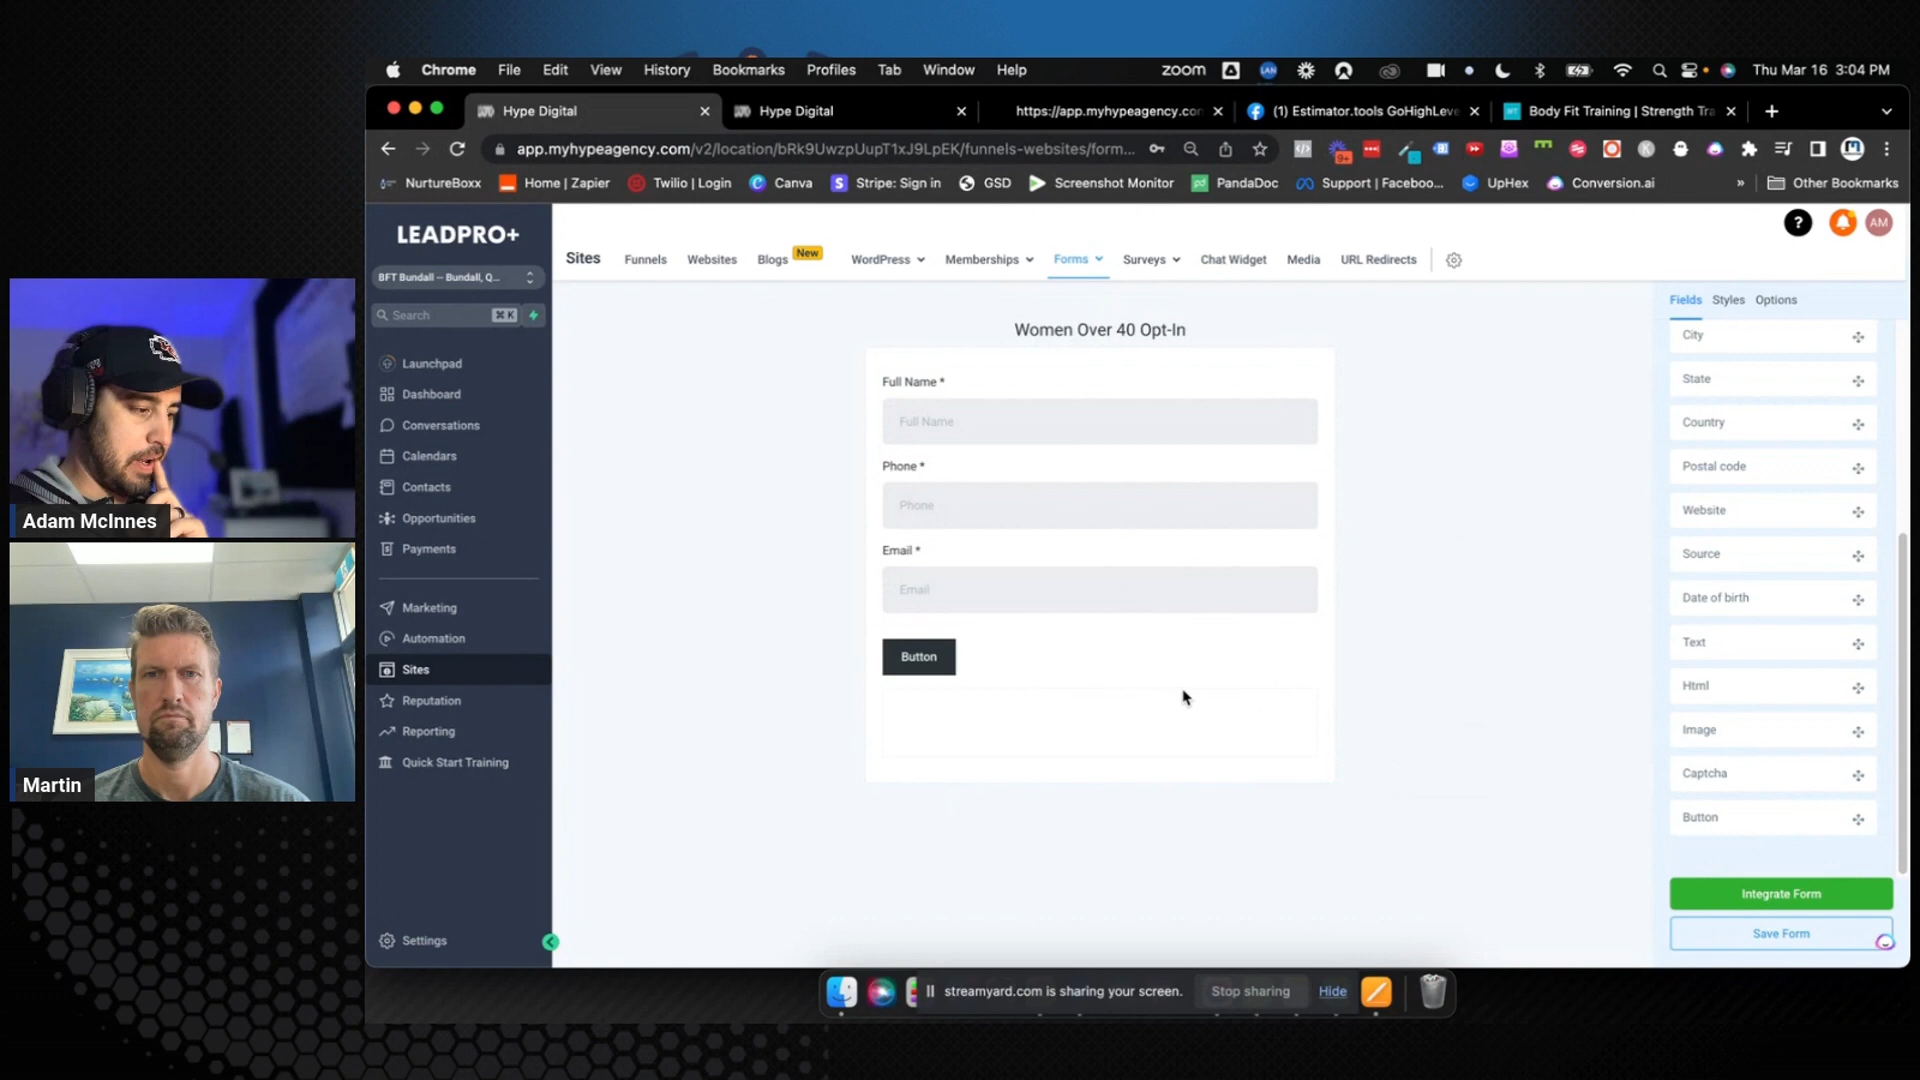 Chrome File Edit View History Bookmarks Profiles Tab Window Help
zoom LAN Thu Mar 16 3:04 PM
Hype Digital
Hype Digital
https://app.myhypeagency.con
(1) Estimator.tools GoHighLeve
Body Fit Training | Strength Tra
app.myhypeagency.com/v2/location/bRk9UwzpUupT1xJ9LpEK/funnels-websites/form...
9+
NurtureBoxx Home | Zapier Twilio | Login Canva Stripe: Sign in GSD Screenshot Monitor PandaDoc Support | Faceboo... UpHex Conversion.ai » Other Bookmarks
LEADPRO+
BFT Bundall -- Bundall, Q...
Search ⌘ K
Launchpad
Dashboard
Conversations
Calendars
Contacts
Opportunities
Payments
Marketing
Automation
Sites
Reputation
Reporting
Quick Start Training
Settings
? AM
Sites Funnels Websites Blogs New WordPress Memberships Forms Surveys Chat Widget Media URL Redirects
Women Over 40 Opt-In
Full Name *
Full Name
Phone *
Phone
Email *
Email
Button
Fields Styles Options
City
State
Country
Postal code
Website
Source
Date of birth
Text
Html
Image
Captcha
Button
Integrate Form
Save Form
Adam McInnes
Martin
streamyard.com is sharing your screen. Stop sharing Hide